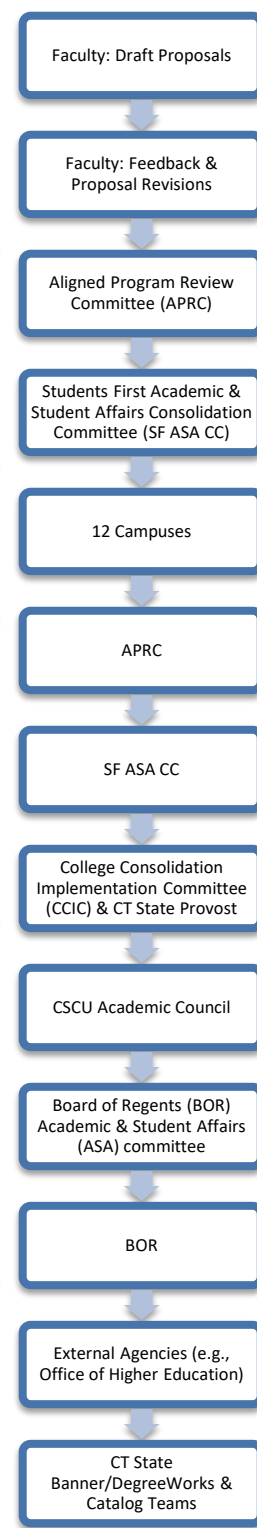 Faculty: Draft Proposals
Faculty: Feedback &
Proposal Revisions
Aligned Program Review
Committee (APRC)
Students First Academic &
Student Affairs Consolidation
Committee (SF ASA CC)
12 Campuses
APRC
SF ASA CC
College Consolidation
Implementation Committee
(CCIC) & CT State Provost
CSCU Academic Council
Board of Regents (BOR)
Academic & Student Affairs
(ASA) committee
BOR
External Agencies (e.g.,
Office of Higher Education)
CT State
Banner/DegreeWorks &
Catalog Teams